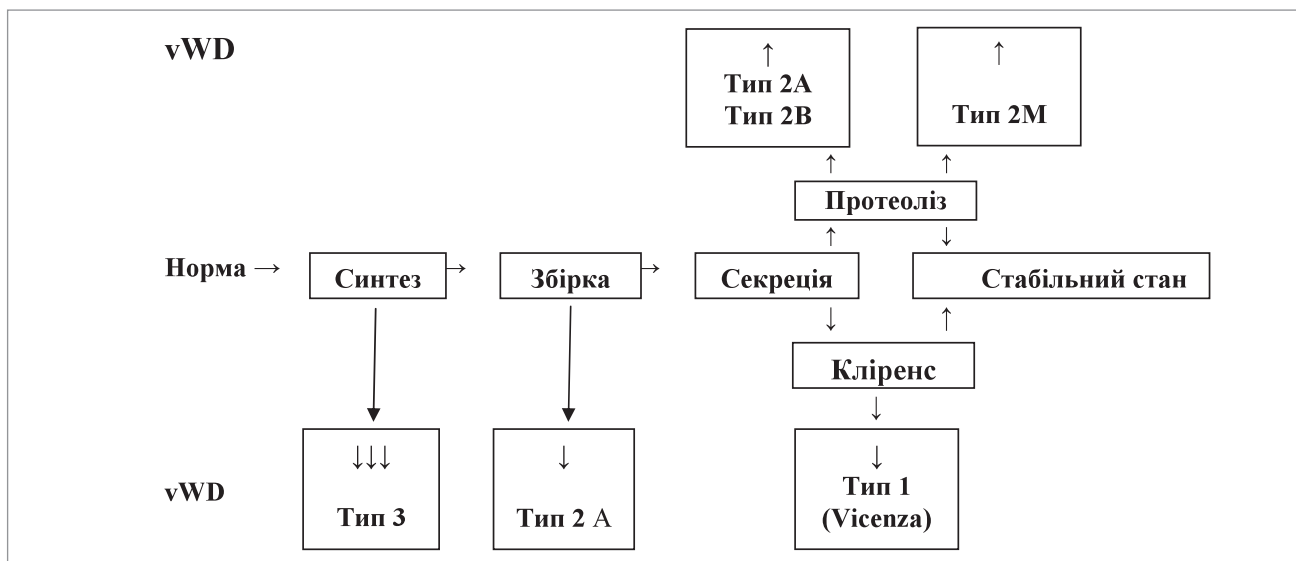 vWD
↑
Тип 2А
Тип 2В
↑
Тип 2М
↑ ↑
Протеоліз
↑ ↓
Норма → Синтез → Збірка → Секреція Стабільний стан
↓ ↑
Кліренс
↓
vWD
↓↓↓
Тип 3
↓
Тип 2 А
↓
Тип 1
(Vicenza)